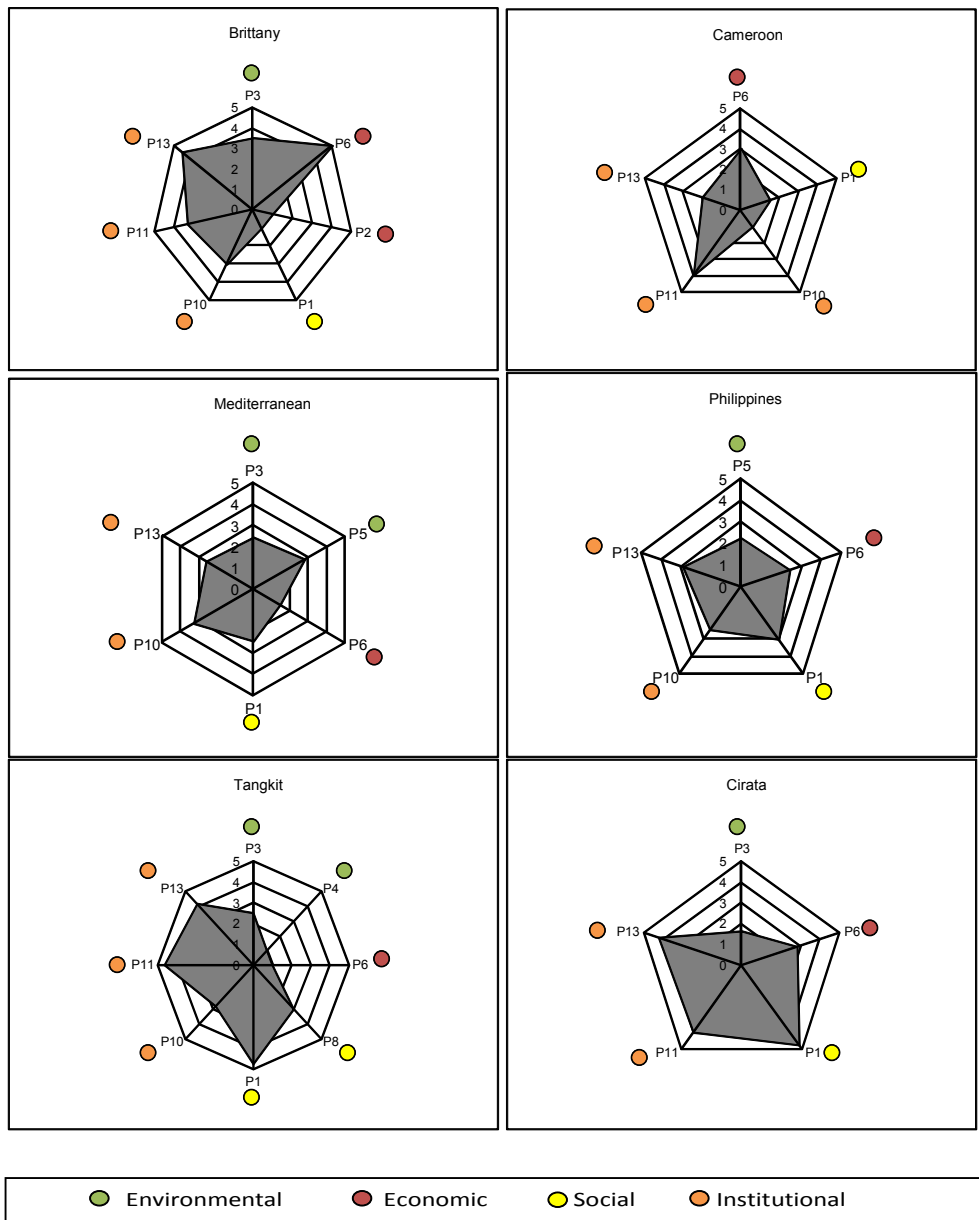 Brittany
P3
P6
P2
P1
P10
P11
P13
5
4
3
2
1
0
Cameroon
P6
P1
P10
P11
P13
5
4
3
2
1
0
Mediterranean
P3
P5
P6
P1
P10
P13
5
4
3
2
1
0
Philippines
P5
P6
P1
P10
P13
5
4
3
2
1
0
Tangkit
P3
P4
P6
P8
P1
P10
P11
P13
5
4
3
2
1
0
Cirata
P3
P6
P1
P11
P13
5
4
3
2
1
0
Environmental Economic Social Institutional